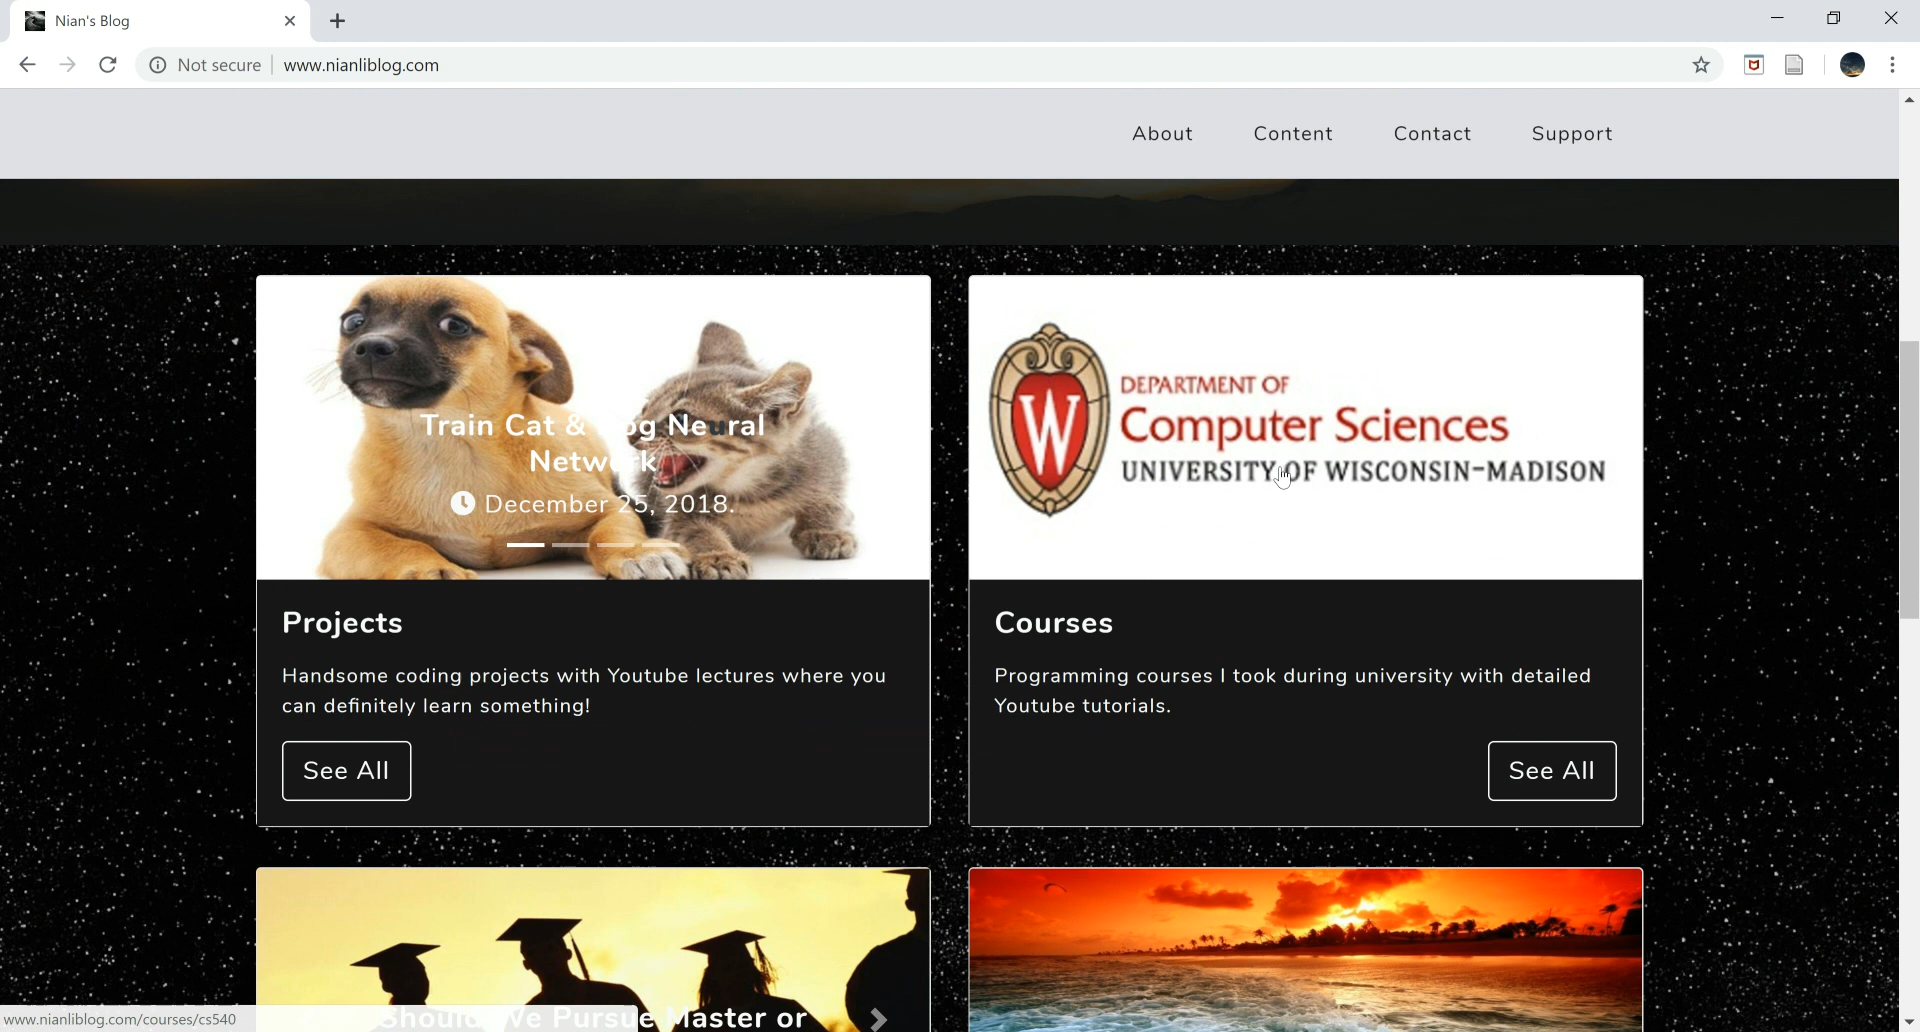 Nian's Blog
Not secure
www.nianliblog.com
About Content Contact Support
Train Cat & Dog Neural
Network
December 25, 2018.
W
DEPARTMENT OF
Computer Sciences
UNIVERSITY OF WISCONSIN-MADISON
Projects
Handsome coding projects with Youtube lectures where you
can definitely learn something!
See All
Courses
Programming courses I took during university with detailed
Youtube tutorials.
See All
Should We Pursue Master or
www.nianliblog.com/courses/cs540